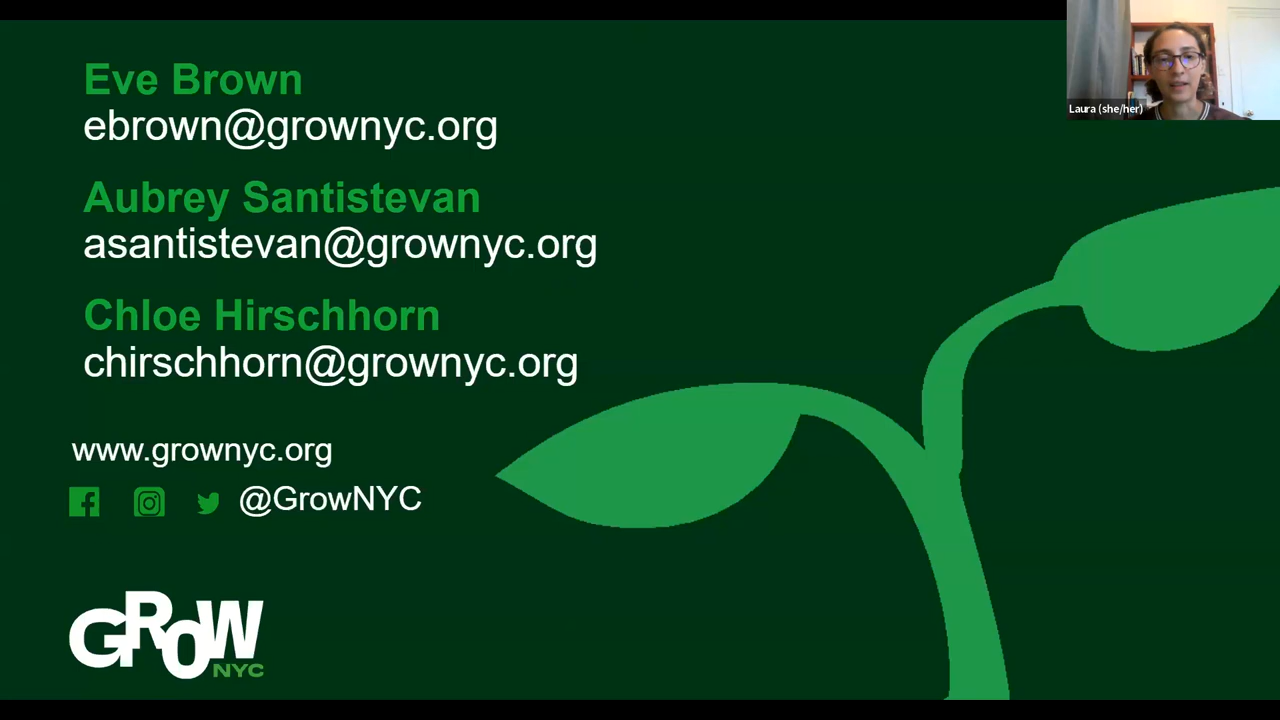 Eve Brown
ebrown@grownyc.org
Aubrey Santistevan
asantistevan@grownyc.org
Chloe Hirschhorn
chirschhorn@grownyc.org
www.grownyc.org
@GrowNYC
GROW
NYC
Laura (she/her)